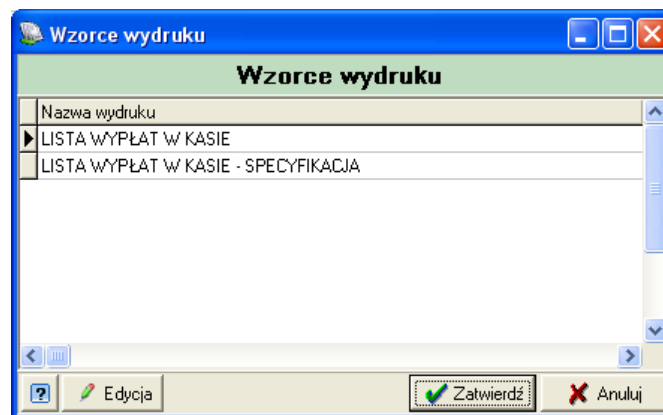 Wzorce wydruku
Wzorce wydruku
Nazwa wydruku
LISTA WYPŁAT W KASIE
LISTA WYPŁAT W KASIE - SPECYFIKACJA
? Edycja Zatwierdź Anuluj